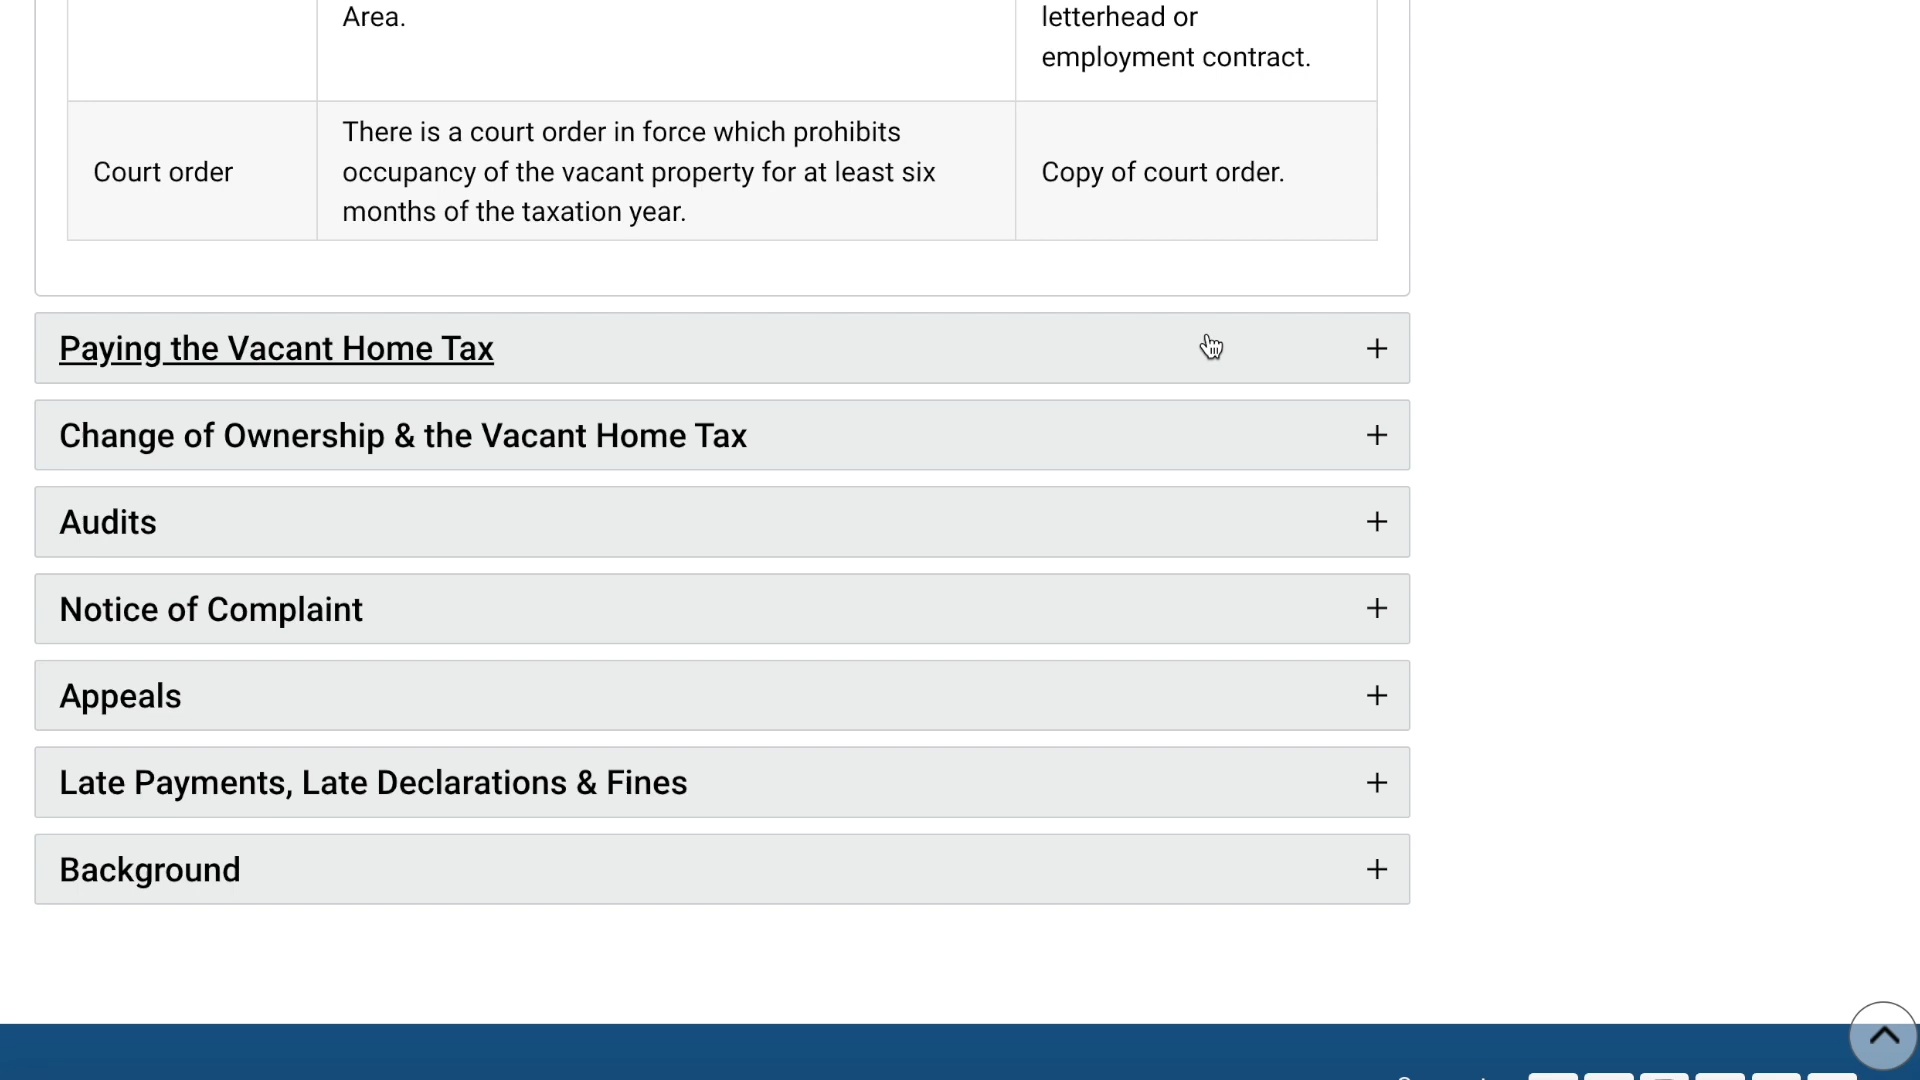 Area.
letterhead or
employment contract.
Court order
There is a court order in force which prohibits
occupancy of the vacant property for at least six
months of the taxation year.
Copy of court order.
Paying the Vacant Home Tax
+
Change of Ownership & the Vacant Home Tax
+
Audits
+
Notice of Complaint
+
Appeals
+
Late Payments, Late Declarations & Fines
+
Background
+